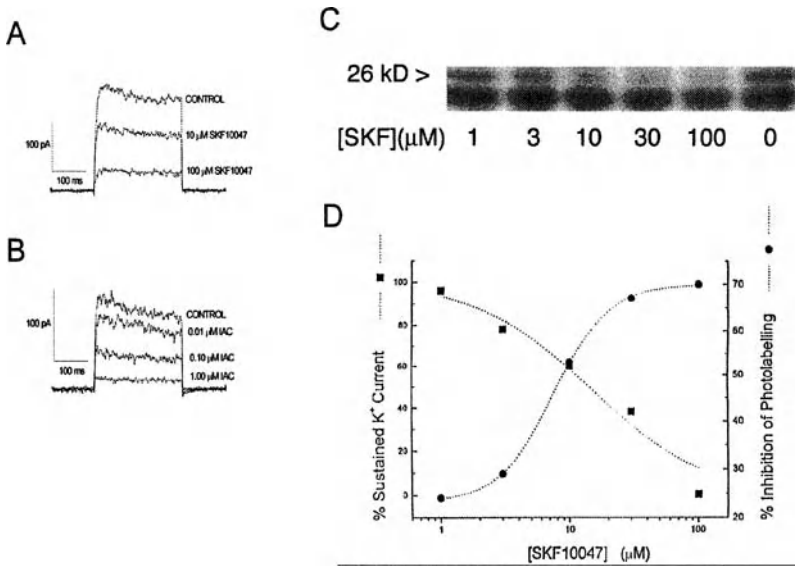 A
CONTROL
10 µM SKF10047
100 µM SKF10047
100 pA
100 ms
B
CONTROL
0.01 µM IAC
0.10 µM IAC
1.00 µM IAC
100 pA
100 ms
C
26 kD >
[SKF](µM) 1 3 10 30 100 0
D
% Sustained K⁺ Current
100
80
60
40
20
0
70
60
50
40
30
20
% Inhibition of Photolabelling
1 10 100
[SKF10047] (µM)